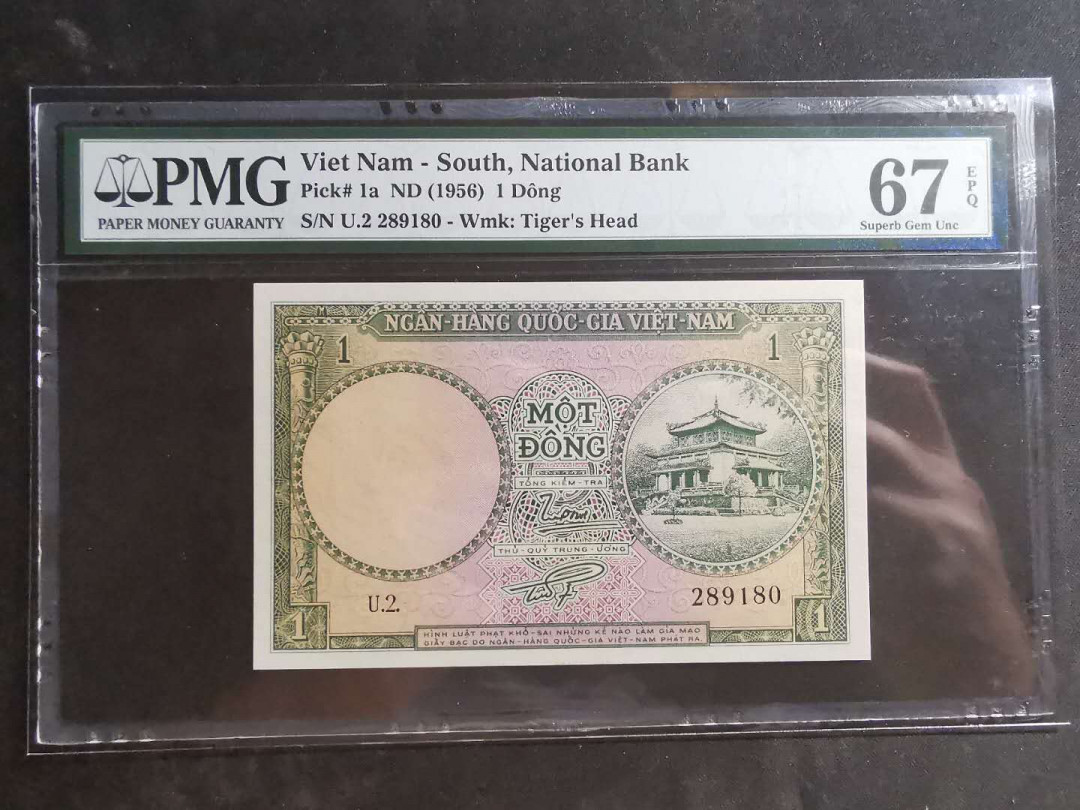 PMG
PAPER MONEY GUARANTY
Viet Nam - South, National Bank
Pick# 1a ND (1956) 1 Dông
S/N U.2 289180 - Wmk: Tiger's Head
67
EPQ
Superb Gem Unc
NGÂN-HÀNG QUỐC-GIA VIỆT-NAM
1
1
MỘT
ĐỒNG
TỔNG KIỂM-TRA
THỦ-QUỸ TRUNG-ƯƠNG
U.2.
289180
1
1
HÌNH LUẬT PHẠT KHỔ-SAI NHỮNG KẺ NÀO LÀM GIẢ MẠO
GIẤY BẠC DO NGÂN-HÀNG QUỐC-GIA VIỆT-NAM PHÁT RA